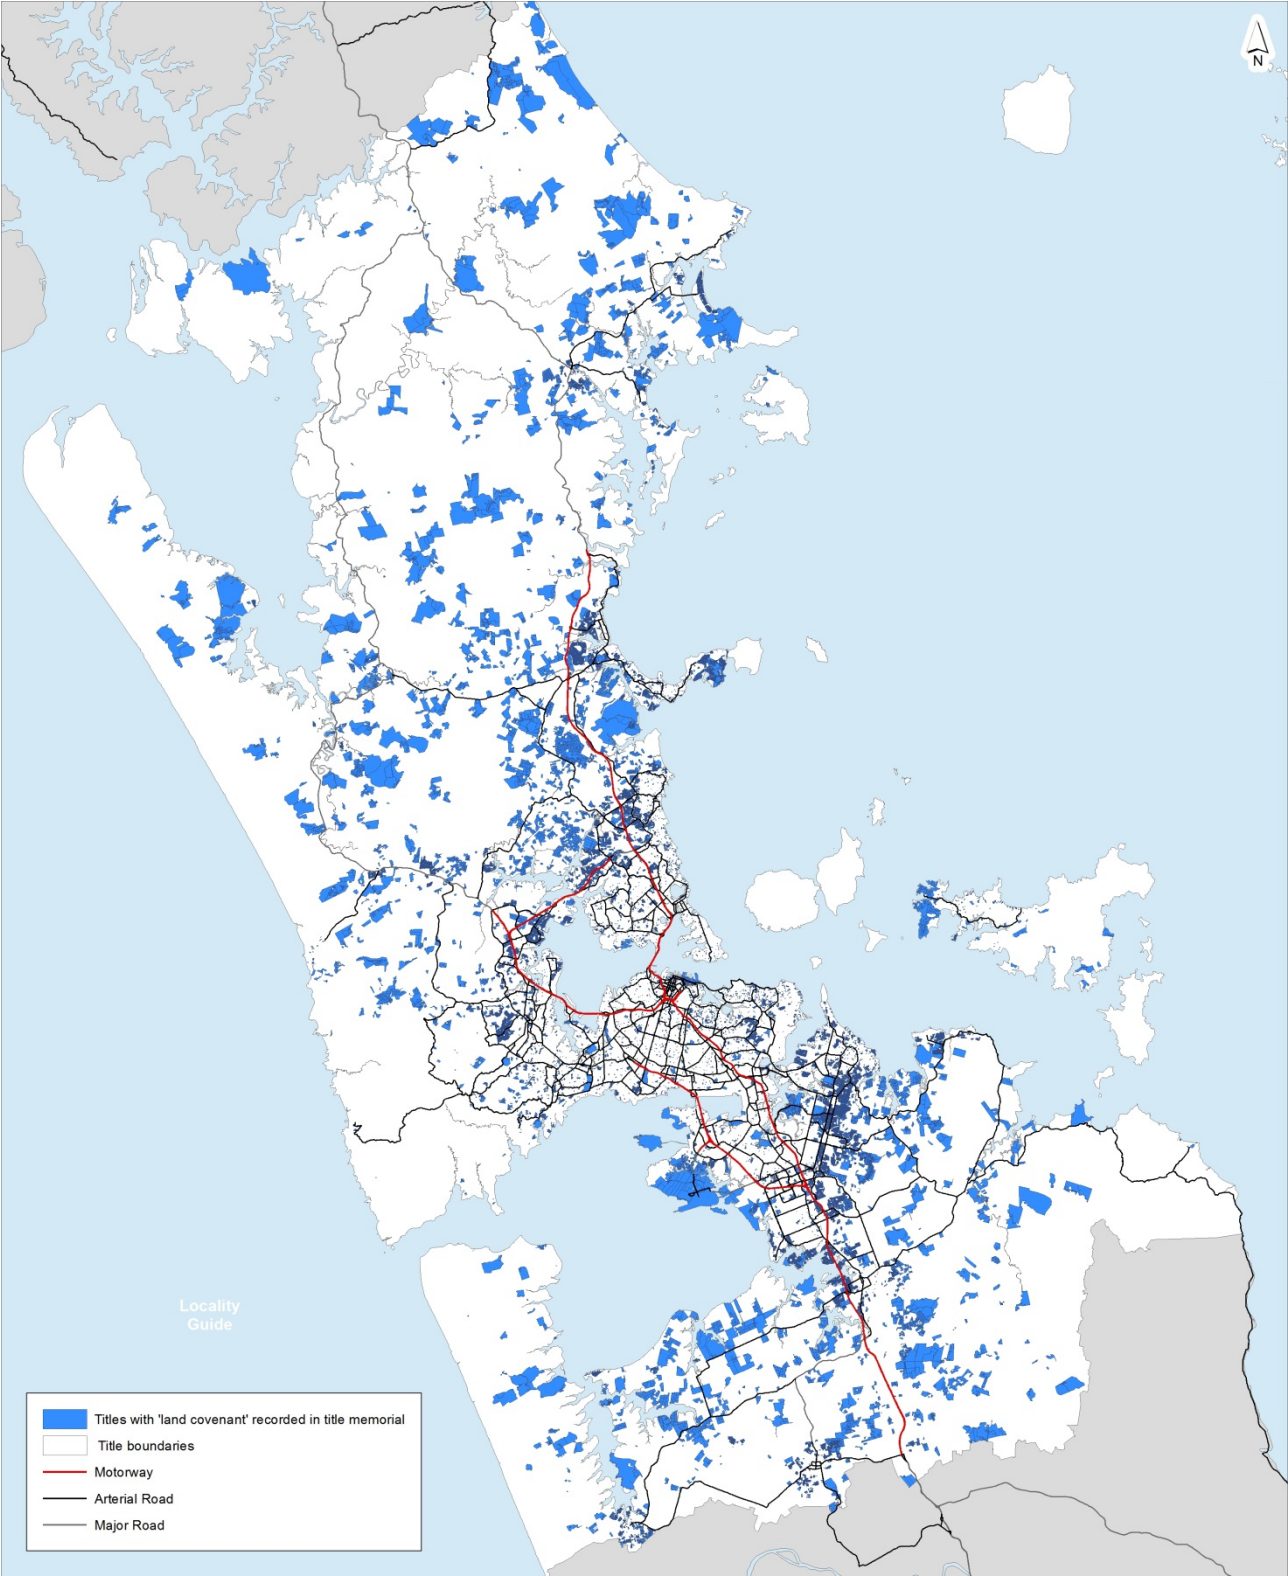 N
Locality
Guide
Titles with 'land covenant' recorded in title memorial
Title boundaries
Motorway
Arterial Road
Major Road